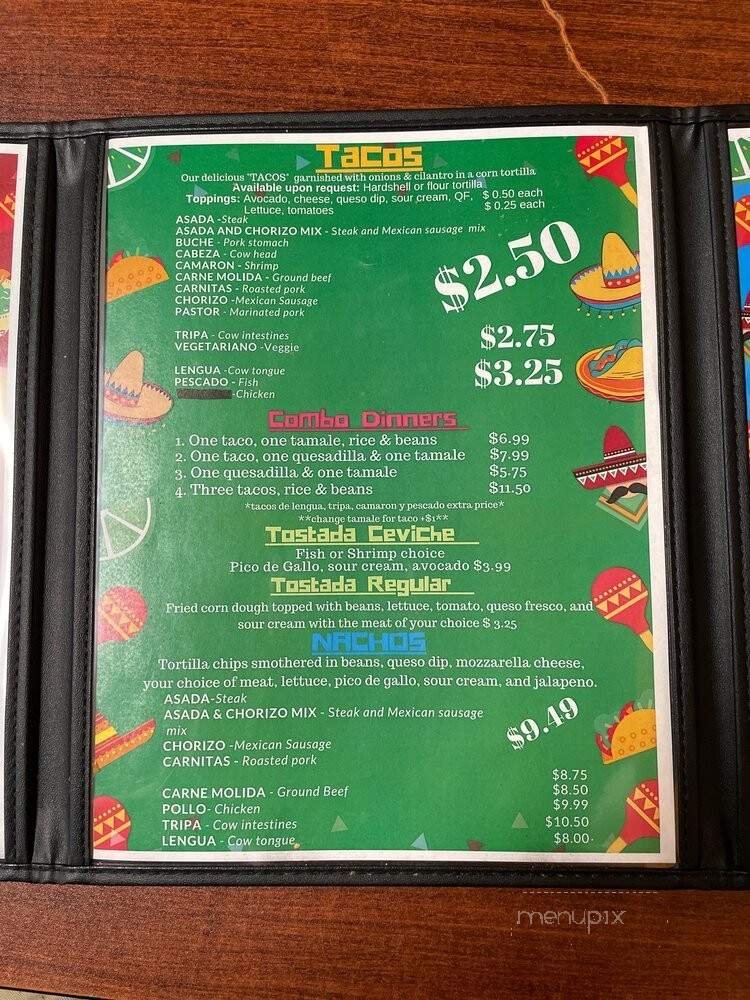 Tacos
Our delicious "TACOS" garnished with onions & cilantro in a corn tortilla
Available upon request: Hardshell or flour tortilla
Toppings: Avocado, cheese, queso dip, sour cream, QF, $ 0.50 each
Lettuce, tomatoes $ 0.25 each
ASADA -Steak
ASADA AND CHORIZO MIX - Steak and Mexican sausage mix
BUCHE - Pork stomach
CABEZA - Cow head
CAMARON - Shrimp
CARNE MOLIDA - Ground beef
CARNITAS - Roasted pork
CHORIZO -Mexican Sausage
PASTOR - Marinated pork
$2.50
TRIPA - Cow intestines
VEGETARIANO -Veggie
$2.75
LENGUA -Cow tongue
PESCADO - Fish
-Chicken
$3.25
Combo Dinners
1. One taco, one tamale, rice & beans $6.99
2. One taco, one quesadilla & one tamale $7.99
3. One quesadilla & one tamale $5.75
4. Three tacos, rice & beans $11.50
*tacos de lengua, tripa, camaron y pescado extra price*
**change tamale for taco +$1**
Tostada Ceviche
Fish or Shrimp choice
Pico de Gallo, sour cream, avocado $3.99
Tostada Regular
Fried corn dough topped with beans, lettuce, tomato, queso fresco, and
sour cream with the meat of your choice $ 3.25
NACHOS
Tortilla chips smothered in beans, queso dip, mozzarella cheese,
your choice of meat, lettuce, pico de gallo, sour cream, and jalapeno.
ASADA-Steak
ASADA & CHORIZO MIX - Steak and Mexican sausage
mix
CHORIZO -Mexican Sausage
CARNITAS - Roasted pork
$9.49
$8.75
CARNE MOLIDA - Ground Beef $8.50
POLLO- Chicken $9.99
TRIPA - Cow intestines $10.50
LENGUA - Cow tongue $8.00
menupix